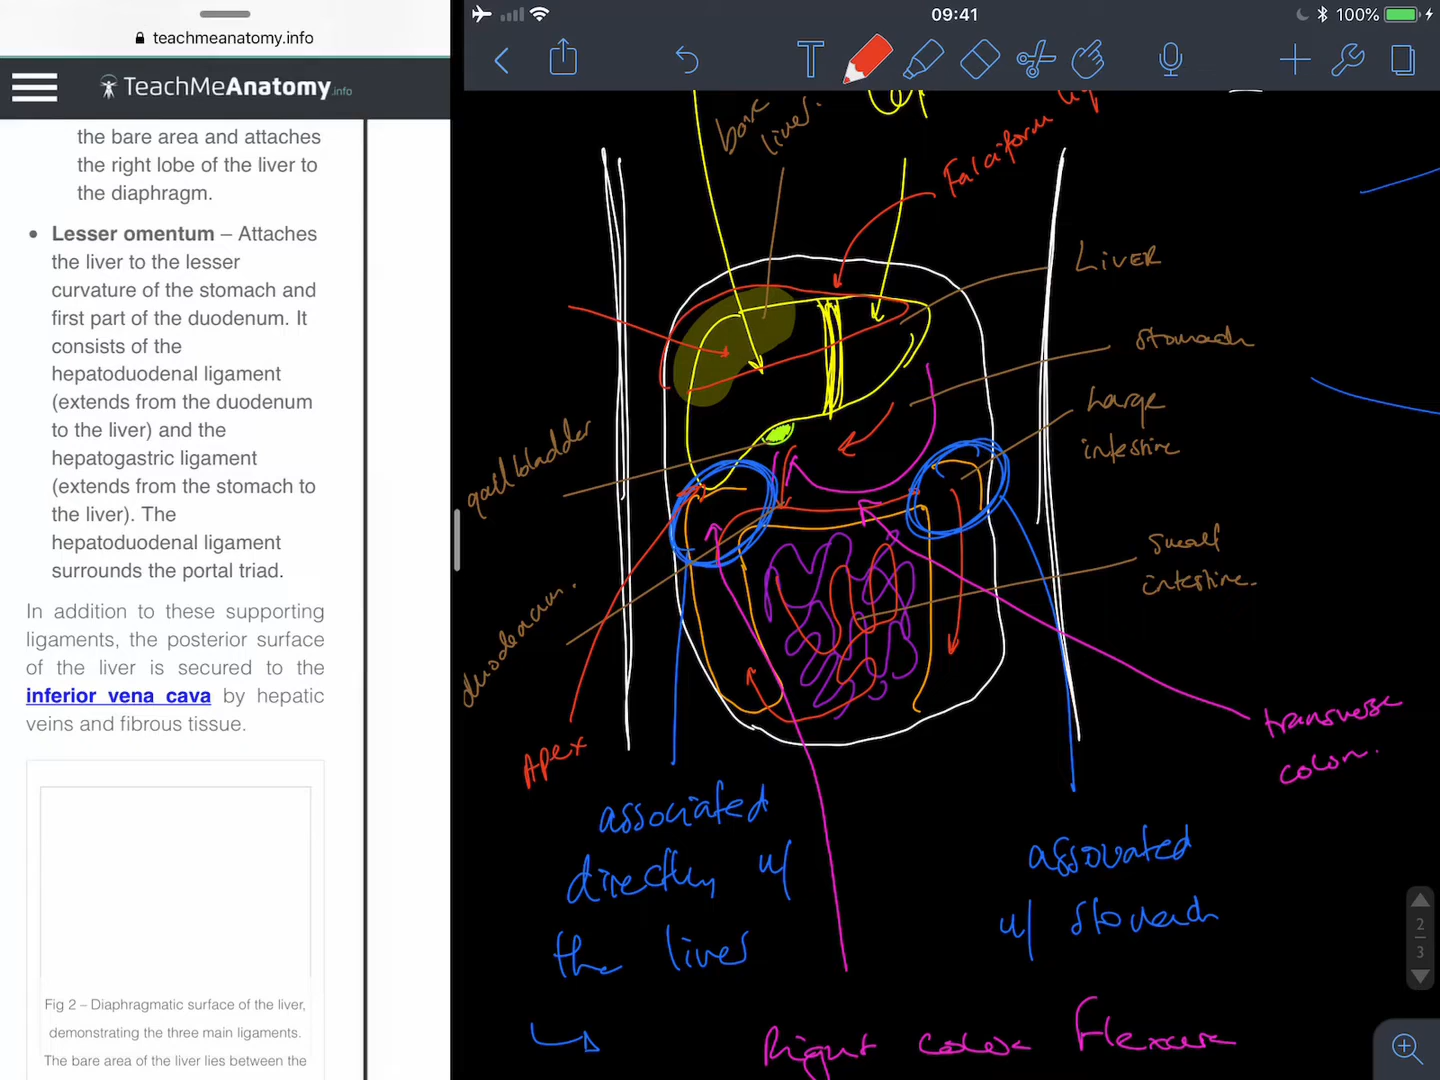 teachmeanatomy.info
TeachMeAnatomy.info
the bare area and attaches
the right lobe of the liver to
the diaphragm.
• Lesser omentum – Attaches
the liver to the lesser
curvature of the stomach and
first part of the duodenum. It
consists of the
hepatoduodenal ligament
(extends from the duodenum
to the liver) and the
hepatogastric ligament
(extends from the stomach to
the liver). The
hepatoduodenal ligament
surrounds the portal triad.
In addition to these supporting
ligaments, the posterior surface
of the liver is secured to the
inferior vena cava by hepatic
veins and fibrous tissue.
Fig 2 – Diaphragmatic surface of the liver,
demonstrating the three main ligaments.
The bare area of the liver lies between the
09:41
100%
T
liver.
Falciform
LIVER
stomach
Large
intestine
gallbladder
small
intestine.
duodenum.
transverse
colon.
Apex
associated
directly w/
the liver
associated
w/ stomach
Right colic Flexure
2
3